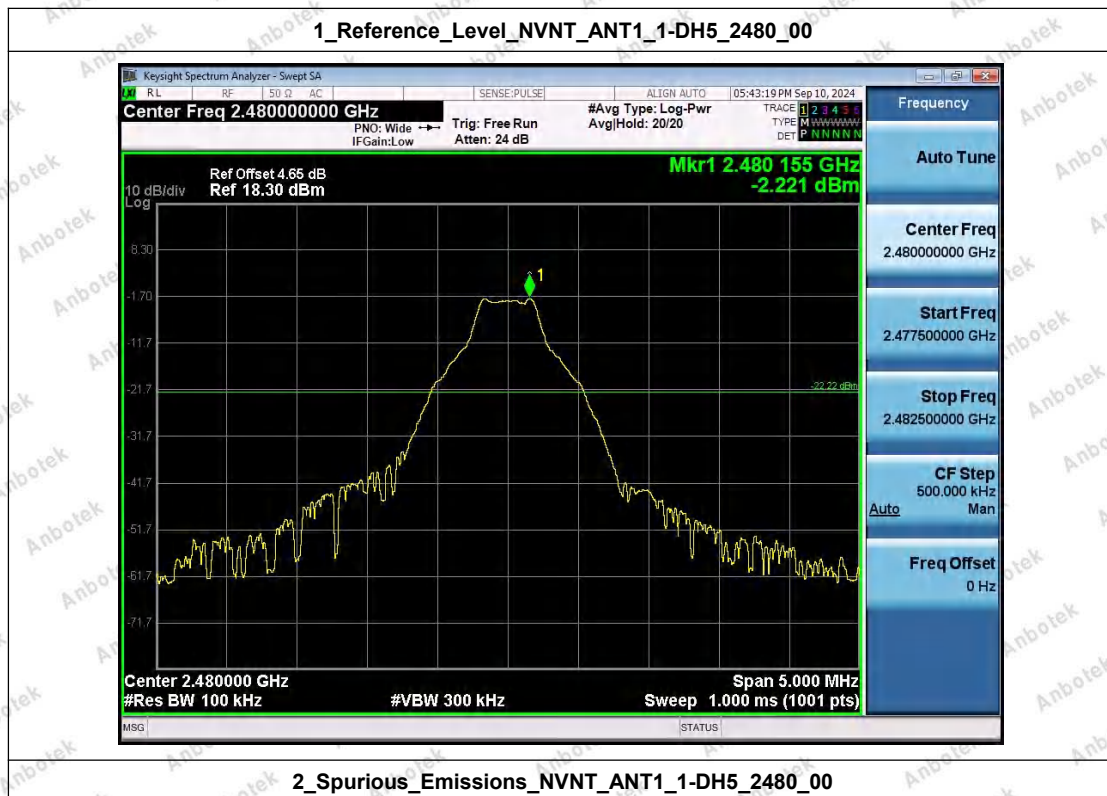 1_Reference_Level_NVNT_ANT1_1-DH5_2480_00
Keysight Spectrum Analyzer - Swept SA
LXI RL RF 50 Ω AC SENSE:PULSE ALIGN AUTO 05:43:19 PM Sep 10, 2024
Center Freq 2.480000000 GHz
PNO: Wide
IFGain:Low
Trig: Free Run
Atten: 24 dB
#Avg Type: Log-Pwr
Avg|Hold: 20/20
TRACE 1 2 3 4 5 6
TYPE M WWWWW
DET P N N N N N
Frequency
Mkr1 2.480 155 GHz
-2.221 dBm
Ref Offset 4.65 dB
10 dB/div Ref 18.30 dBm
Log
8.30
-1.70
-11.7
-21.7
-31.7
-41.7
-51.7
-61.7
-71.7
1
-22.22 dBm
Center 2.480000 GHz Span 5.000 MHz
#Res BW 100 kHz #VBW 300 kHz Sweep 1.000 ms (1001 pts)
MSG STATUS
Auto Tune
Center Freq
2.480000000 GHz
Start Freq
2.477500000 GHz
Stop Freq
2.482500000 GHz
CF Step
500.000 kHz
Auto Man
Freq Offset
0 Hz
2_Spurious_Emissions_NVNT_ANT1_1-DH5_2480_00
Anbotek